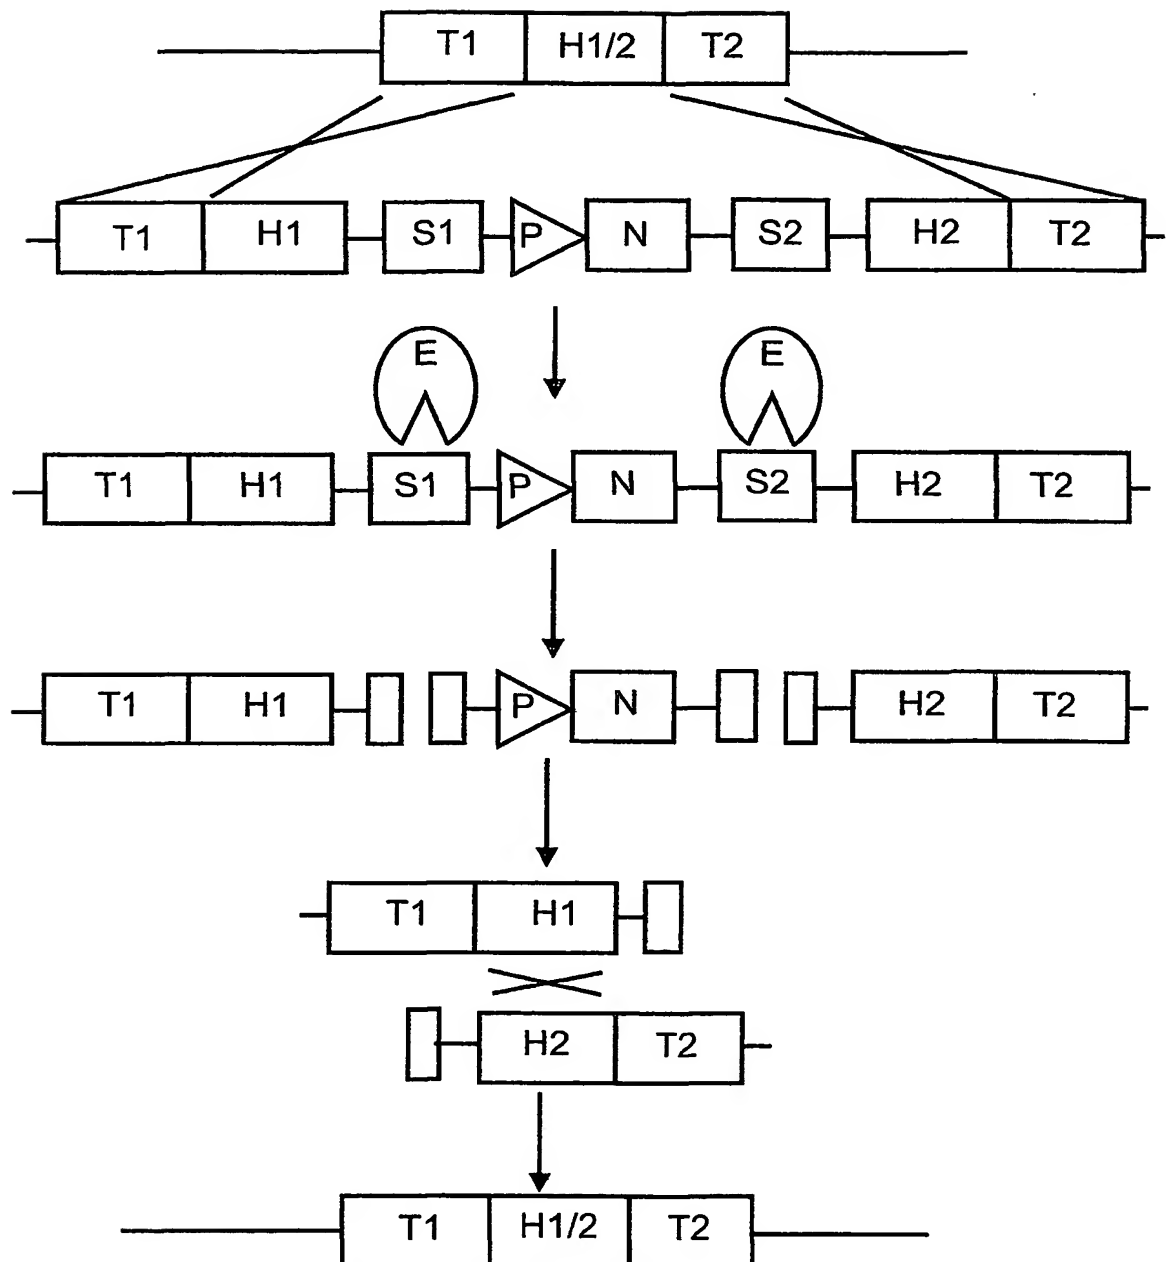 T1 H1/2 T2
T1 H1 S1 P N S2 H2 T2
E E
T1 H1 S1 P N S2 H2 T2
T1 H1 P N H2 T2
T1 H1
H2 T2
T1 H1/2 T2